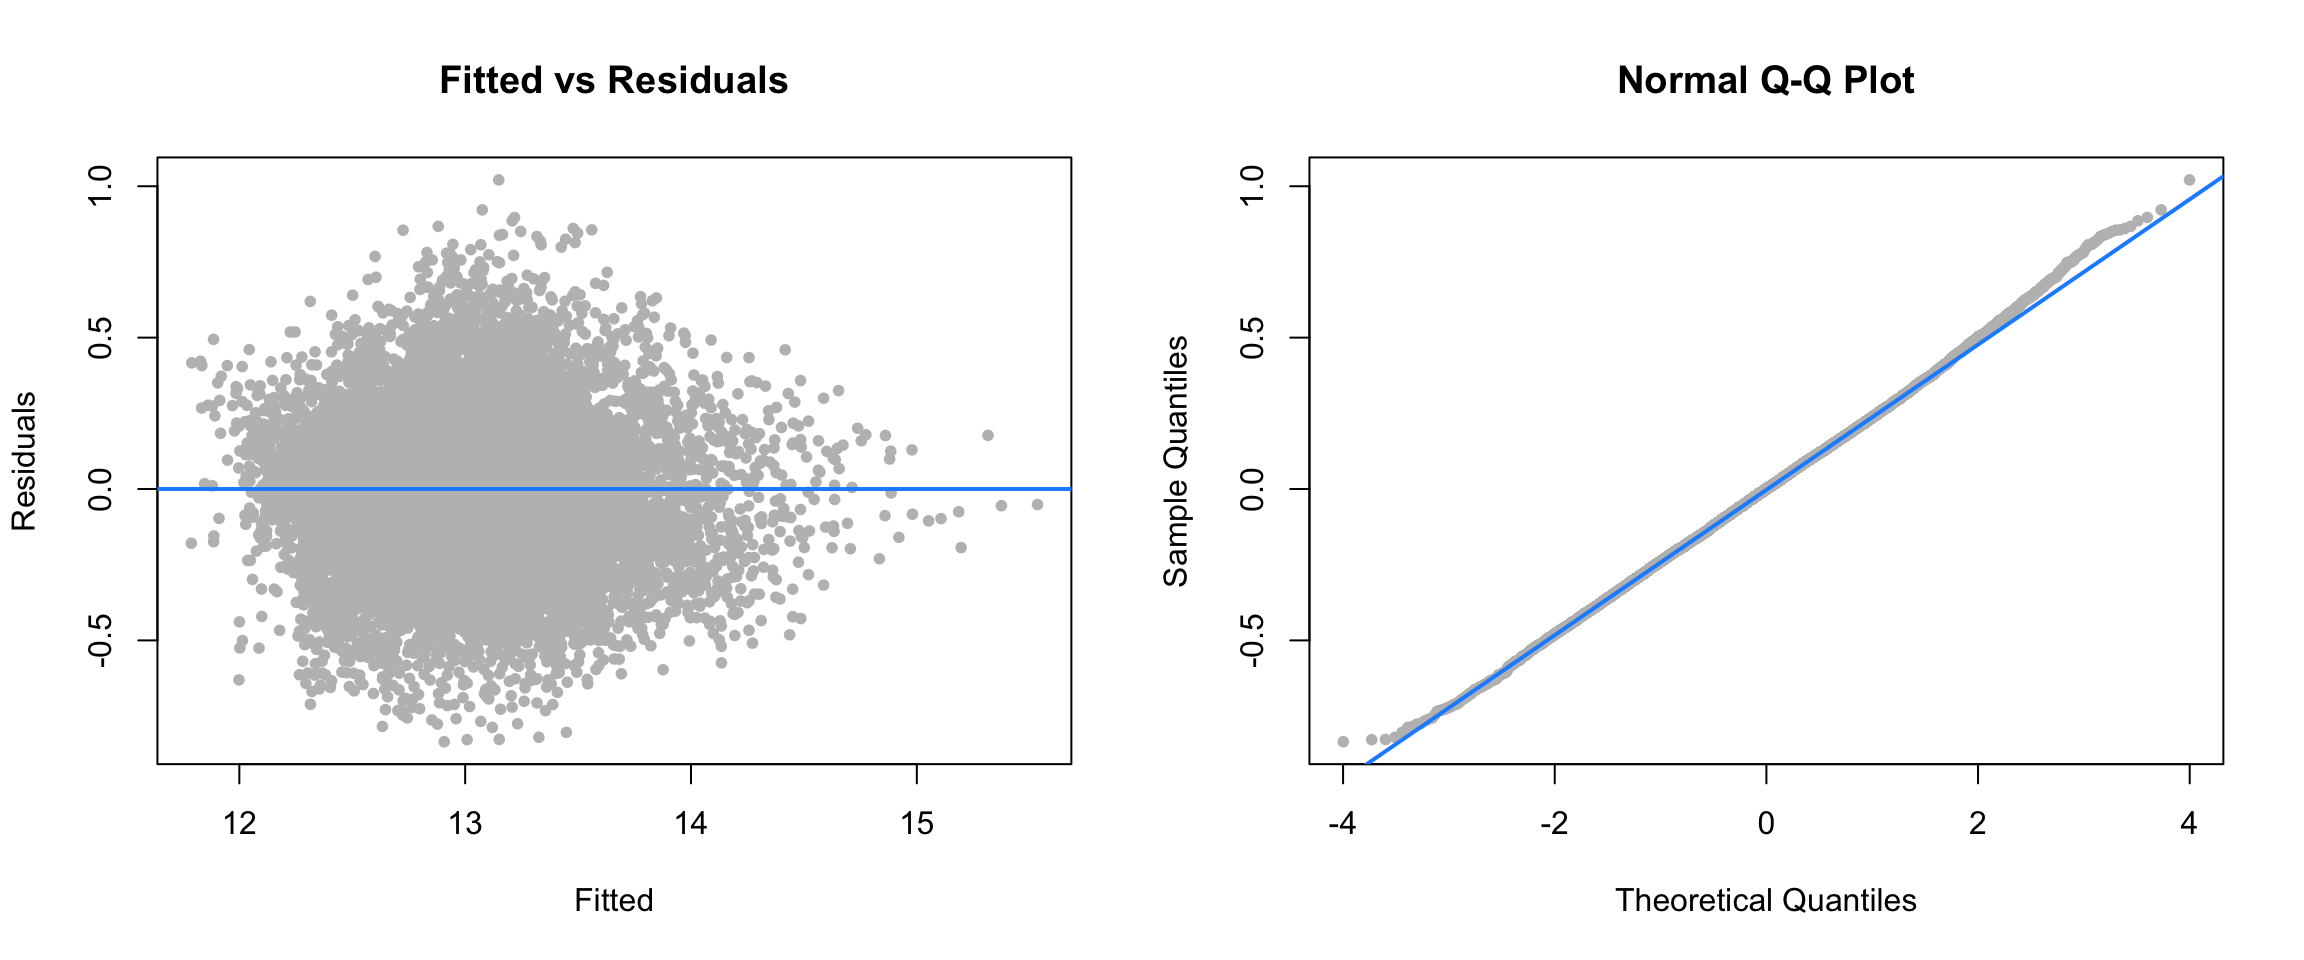 Fitted vs Residuals
Residuals
1.0
0.5
0.0
-0.5
12 13 14 15
Fitted
Normal Q-Q Plot
Sample Quantiles
1.0
0.5
0.0
-0.5
-4 -2 0 2 4
Theoretical Quantiles